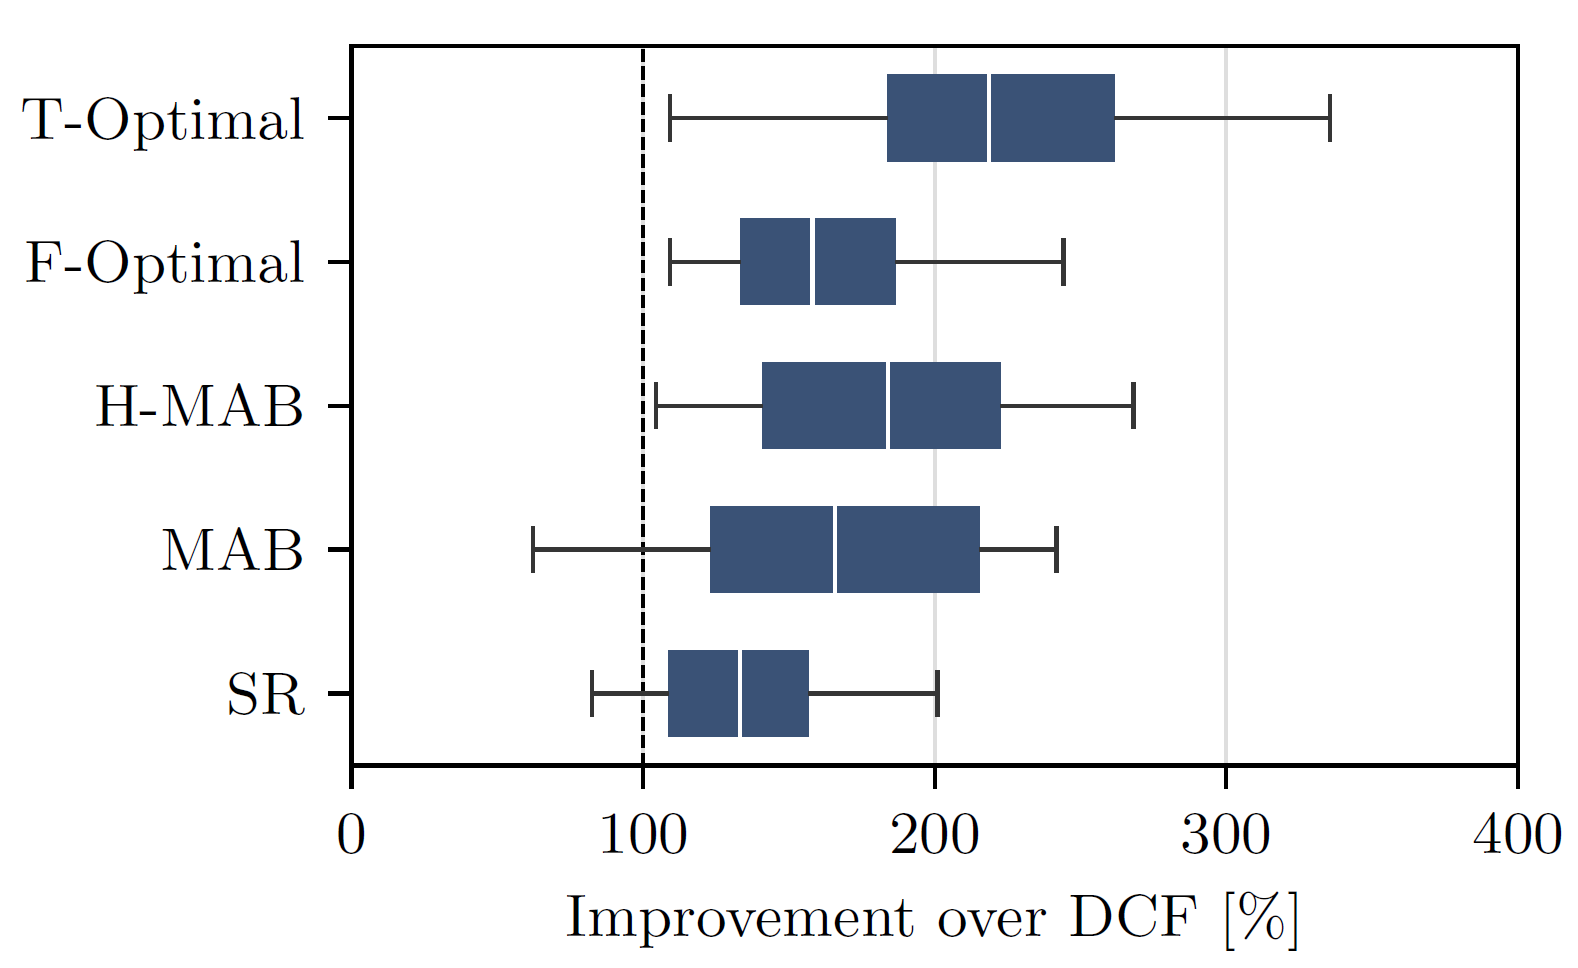 T-Optimal
F-Optimal
H-MAB
MAB
SR
0 100 200 300 400
Improvement over DCF [%]